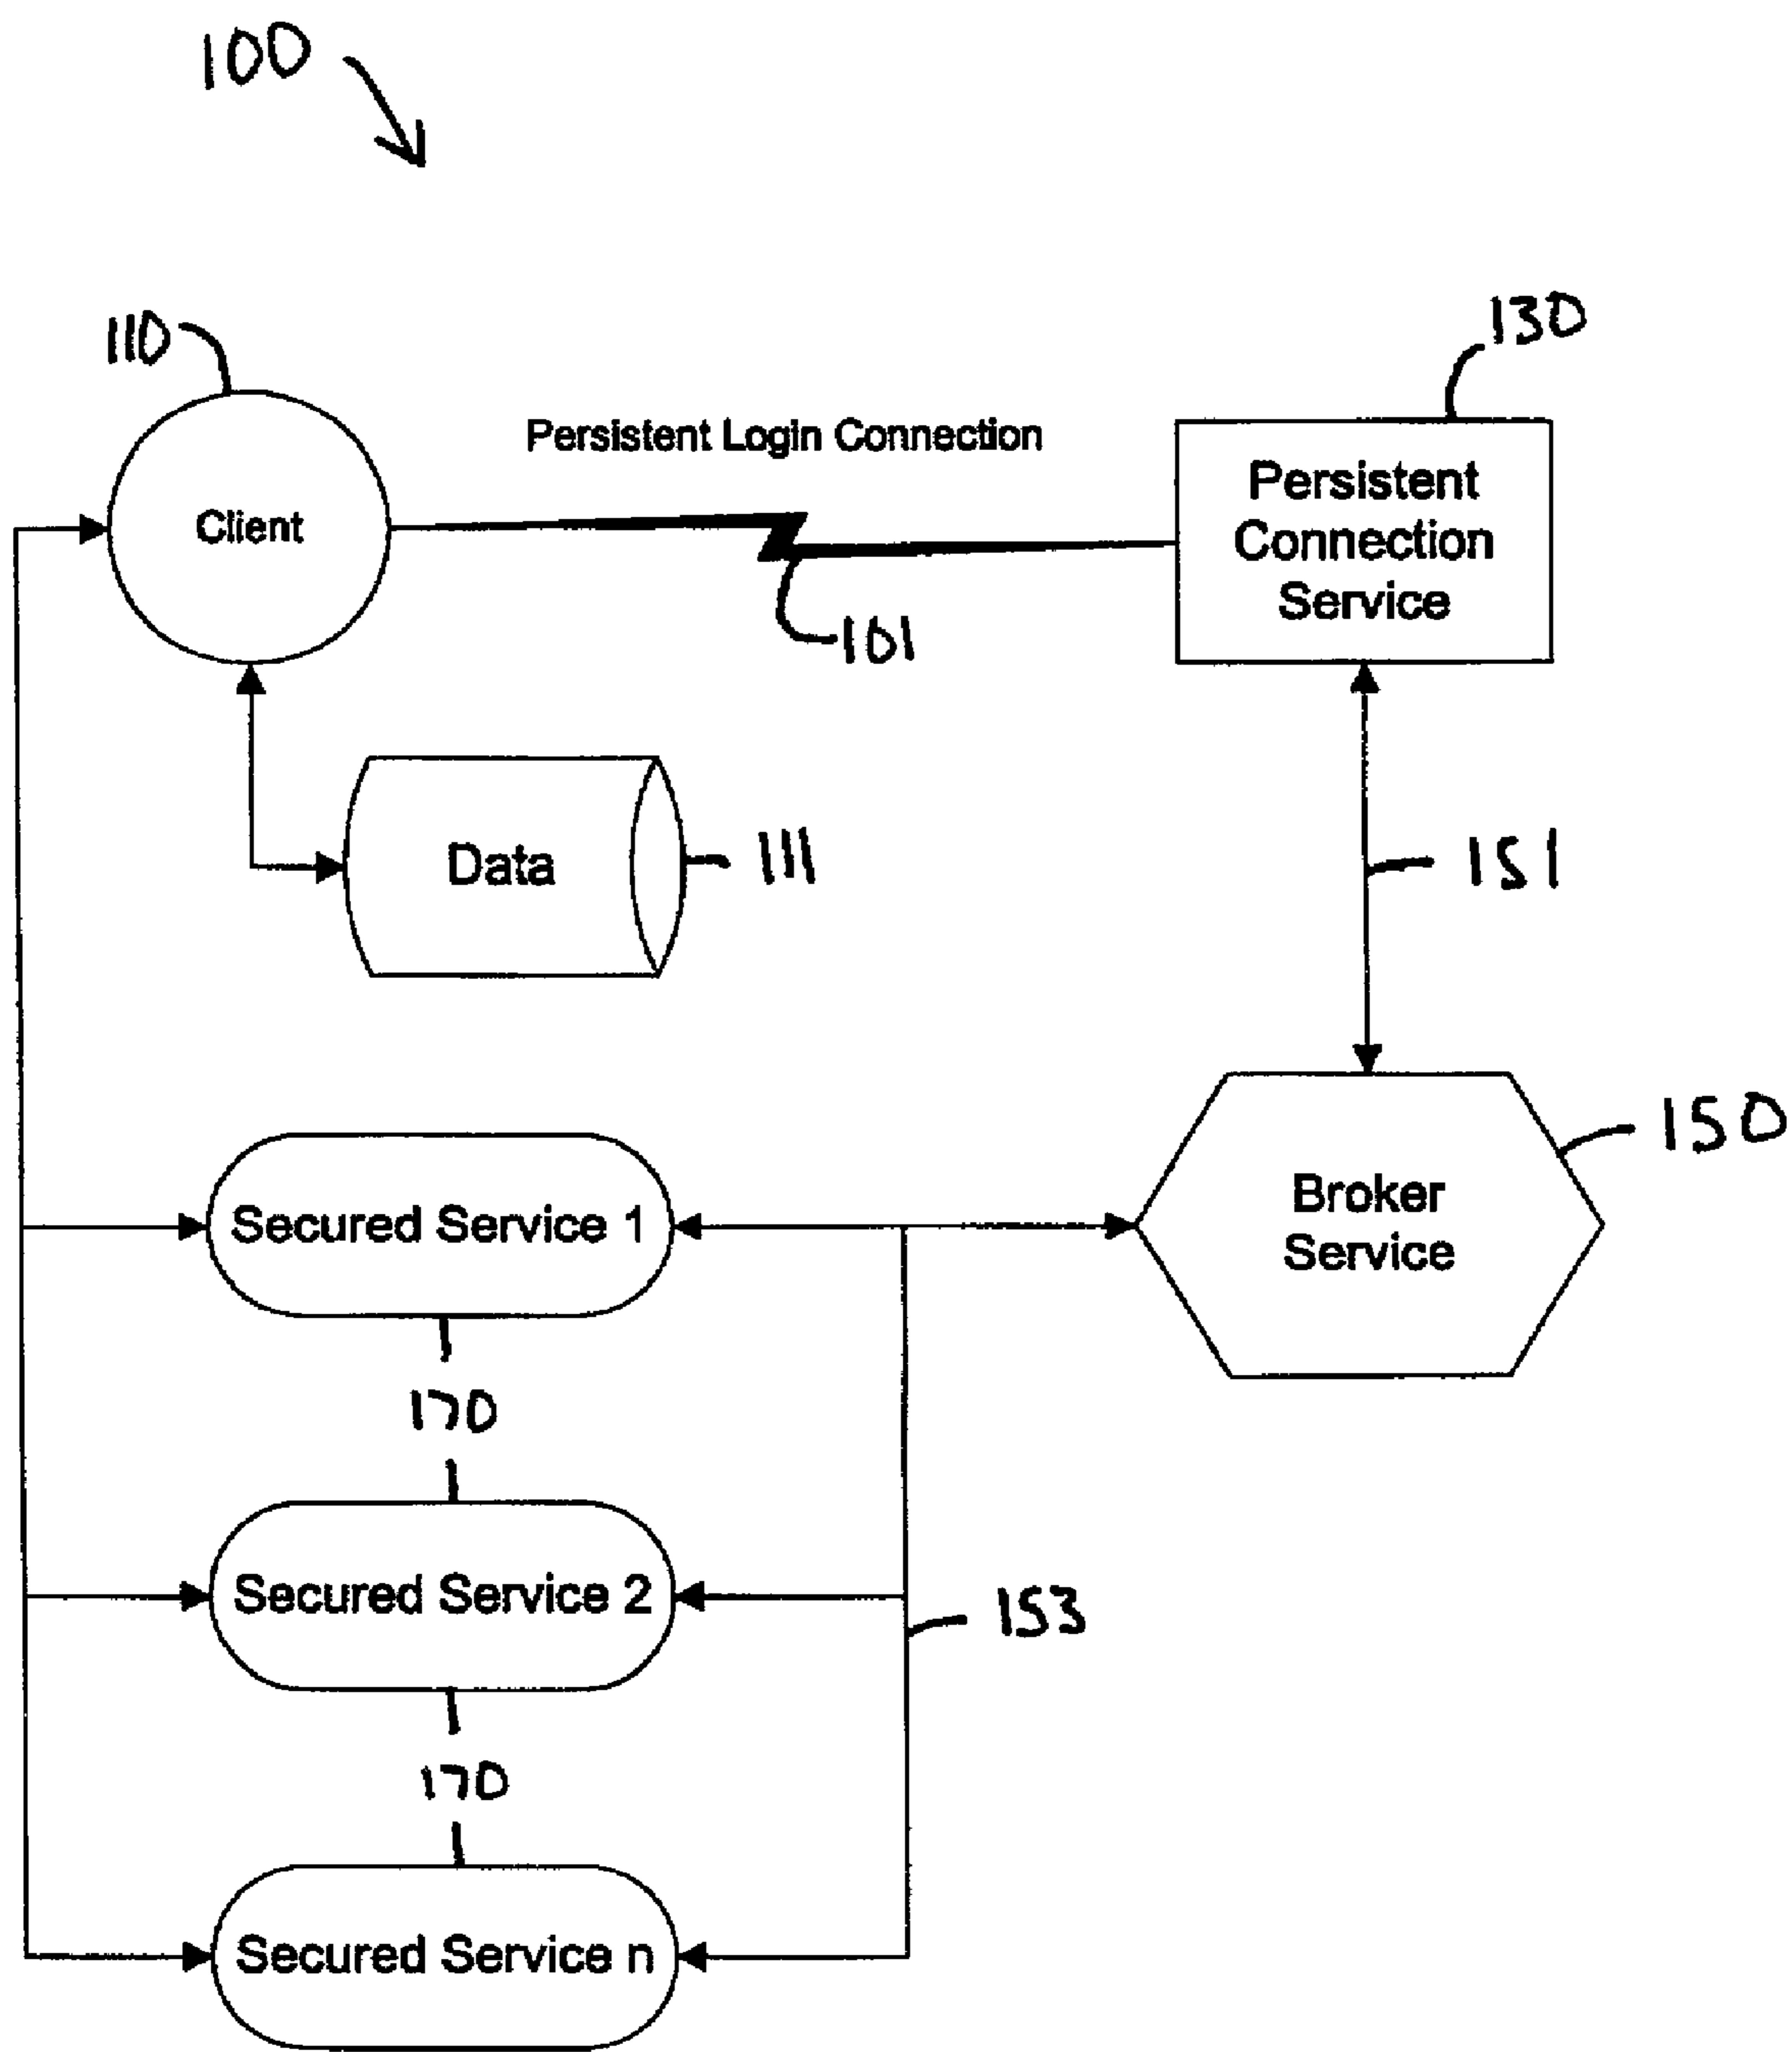 100
110
130
Persistent Login Connection
Persistent
Connection
Service
Client
101
Data
111
151
150
Broker
Service
Secured Service 1
170
Secured Service 2
153
170
Secured Service n